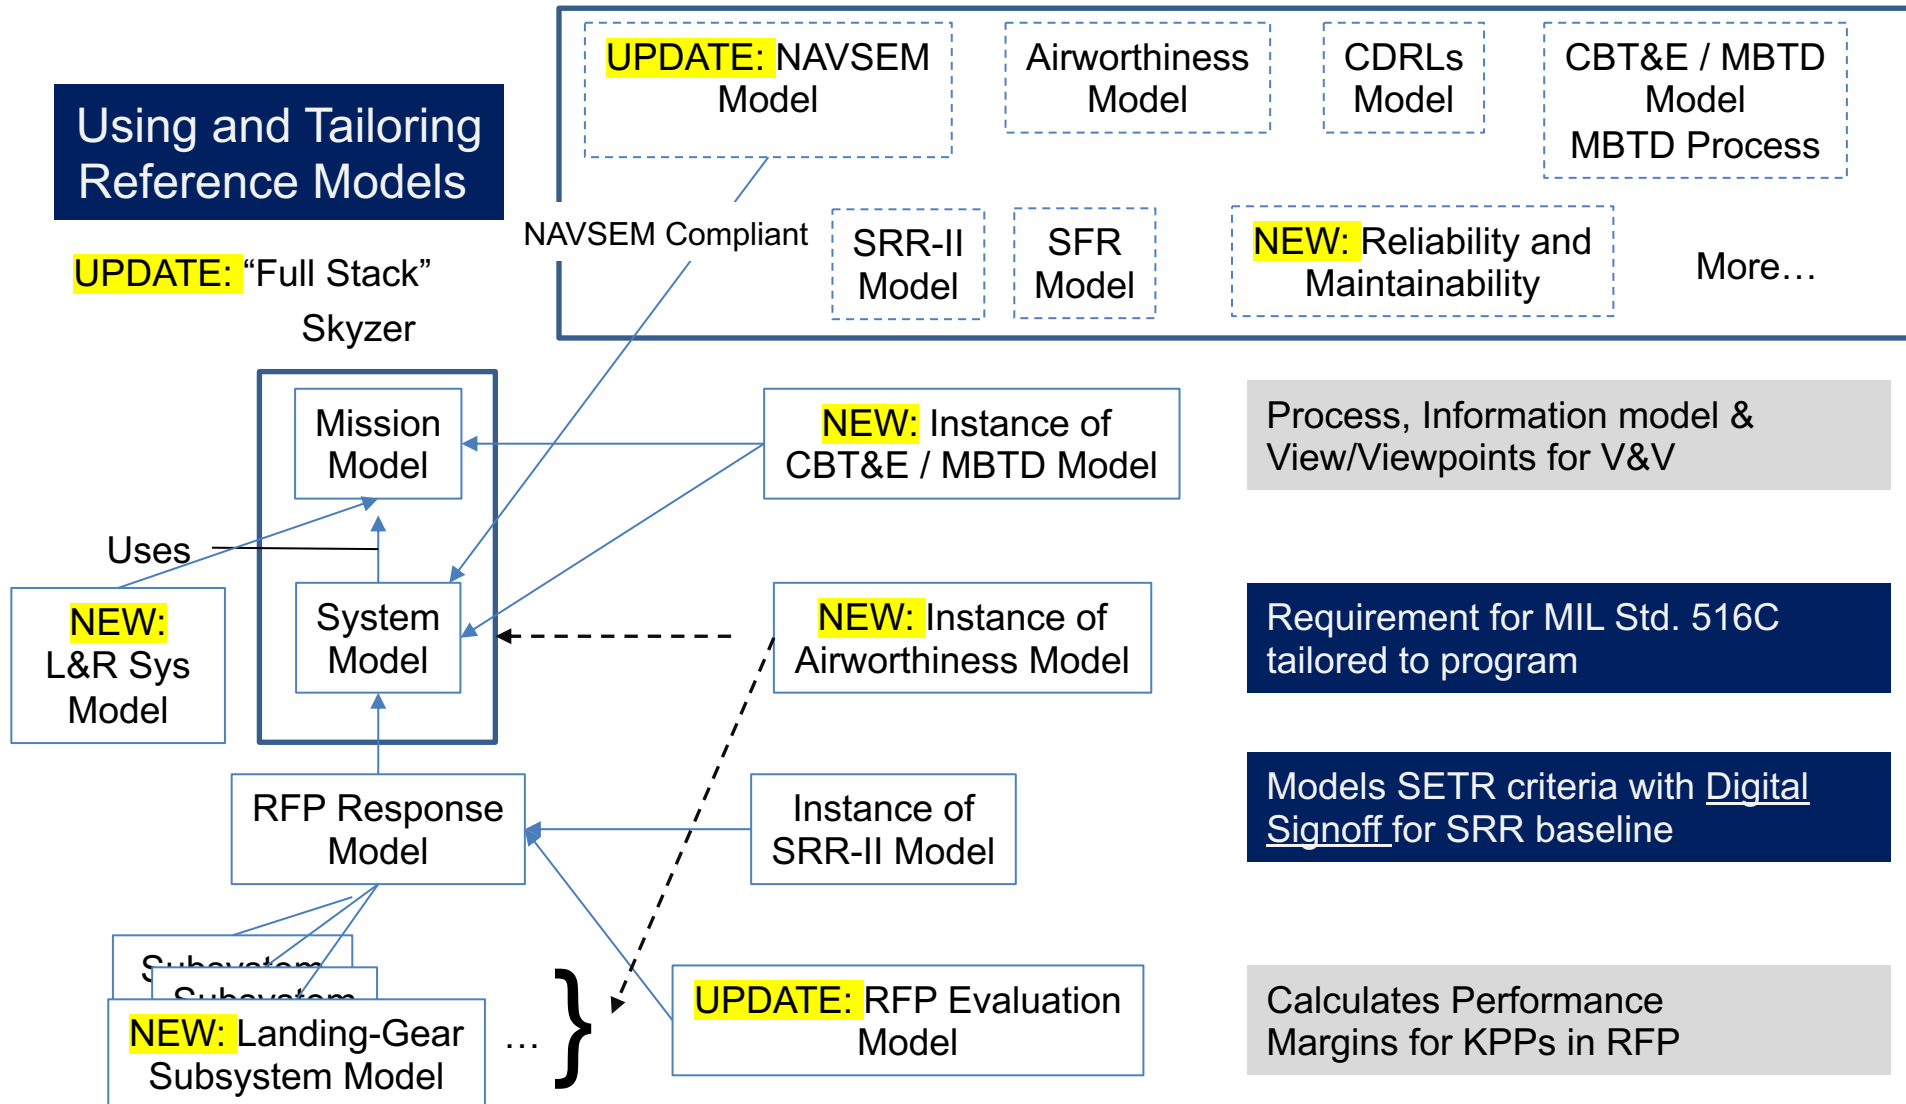 Using and Tailoring
Reference Models
UPDATE: NAVSEM
Model
Airworthiness
Model
CDRLs
Model
CBT&E / MBTD
Model
MBTD Process
NAVSEM Compliant
SRR-II
Model
SFR
Model
NEW: Reliability and
Maintainability
More…
UPDATE: “Full Stack”
Skyzer
Mission
Model
NEW: Instance of
CBT&E / MBTD Model
Process, Information model &
View/Viewpoints for V&V
Uses
NEW:
L&R Sys
Model
System
Model
NEW: Instance of
Airworthiness Model
Requirement for MIL Std. 516C
tailored to program
RFP Response
Model
Instance of
SRR-II Model
Models SETR criteria with Digital
Signoff for SRR baseline
Subsystem
Subsystem
NEW: Landing-Gear
Subsystem Model
… }
UPDATE: RFP Evaluation
Model
Calculates Performance
Margins for KPPs in RFP